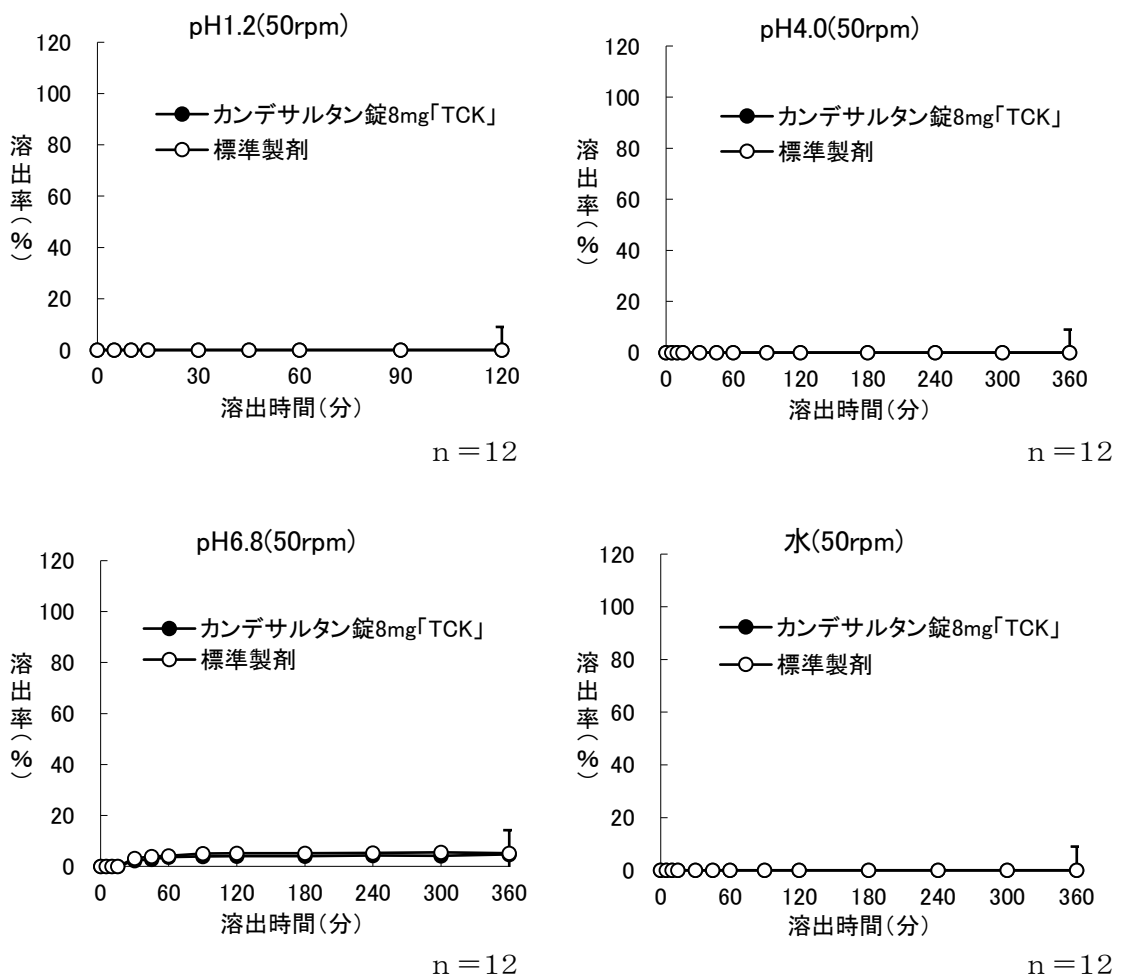 pH1.2(50rpm)
120
100
80
60
40
20
0
溶出率(%)
カンデサルタン錠8mg「TCK」
標準製剤
0 30 60 90 120
溶出時間(分)
n=12
pH4.0(50rpm)
120
100
80
60
40
20
0
溶出率(%)
カンデサルタン錠8mg「TCK」
標準製剤
0 60 120 180 240 300 360
溶出時間(分)
n=12
pH6.8(50rpm)
120
100
80
60
40
20
0
溶出率(%)
カンデサルタン錠8mg「TCK」
標準製剤
0 60 120 180 240 300 360
溶出時間(分)
n=12
水(50rpm)
120
100
80
60
40
20
0
溶出率(%)
カンデサルタン錠8mg「TCK」
標準製剤
0 60 120 180 240 300 360
溶出時間(分)
n=12